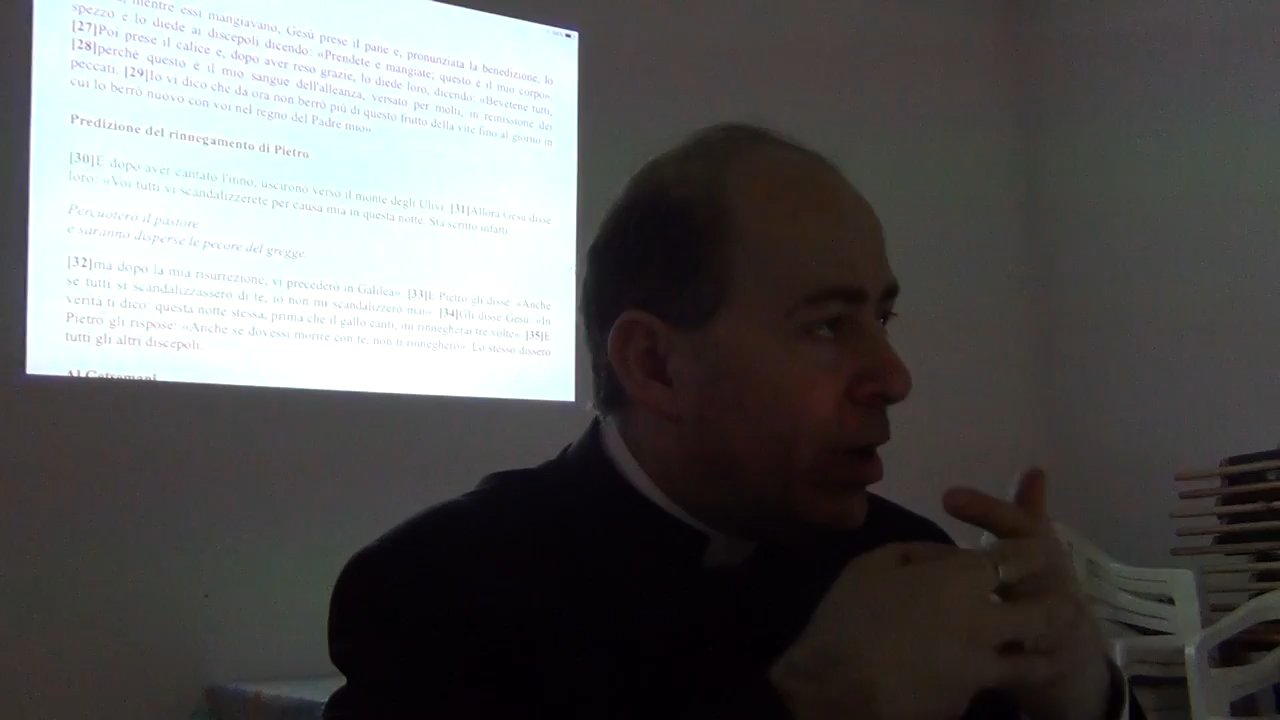 mentre essi mangiavano, Gesù prese il pane e, pronunziata la benedizione, lo
spezzò e lo diede ai discepoli dicendo: «Prendete e mangiate; questo è il mio corpo».
[27]Poi prese il calice e, dopo aver reso grazie, lo diede loro, dicendo: «Bevetene tutti,
[28]perché questo è il mio sangue dell'alleanza, versato per molti, in remissione dei
peccati. [29]Io vi dico che da ora non berrò più di questo frutto della vite fino al giorno in
cui lo berrò nuovo con voi nel regno del Padre mio».
Predizione del rinnegamento di Pietro
[30]E dopo aver cantato l'inno, uscirono verso il monte degli Ulivi. [31]Allora Gesù disse
loro: «Voi tutti vi scandalizzerete per causa mia in questa notte. Sta scritto infatti:
Percuoterò il pastore
e saranno disperse le pecore del gregge,
[32]ma dopo la mia risurrezione, vi precederò in Galilea». [33]E Pietro gli disse: «Anche
se tutti si scandalizzassero di te, io non mi scandalizzerò mai». [34]Gli disse Gesù: «In
verità ti dico: questa notte stessa, prima che il gallo canti, mi rinnegherai tre volte». [35]E
Pietro gli rispose: «Anche se dovessi morire con te, non ti rinnegherò». Lo stesso dissero
tutti gli altri discepoli.
Al Getsemani